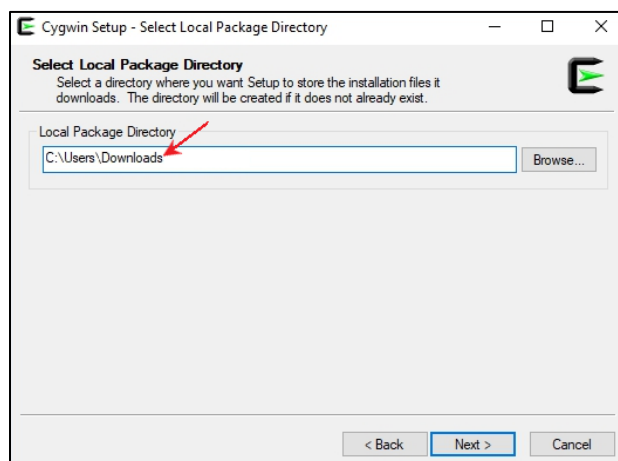 Cygwin Setup - Select Local Package Directory
Select Local Package Directory
Select a directory where you want Setup to store the installation files it
downloads. The directory will be created if it does not already exist.
Local Package Directory
C:\Users\Downloads
Browse...
< Back
Next >
Cancel